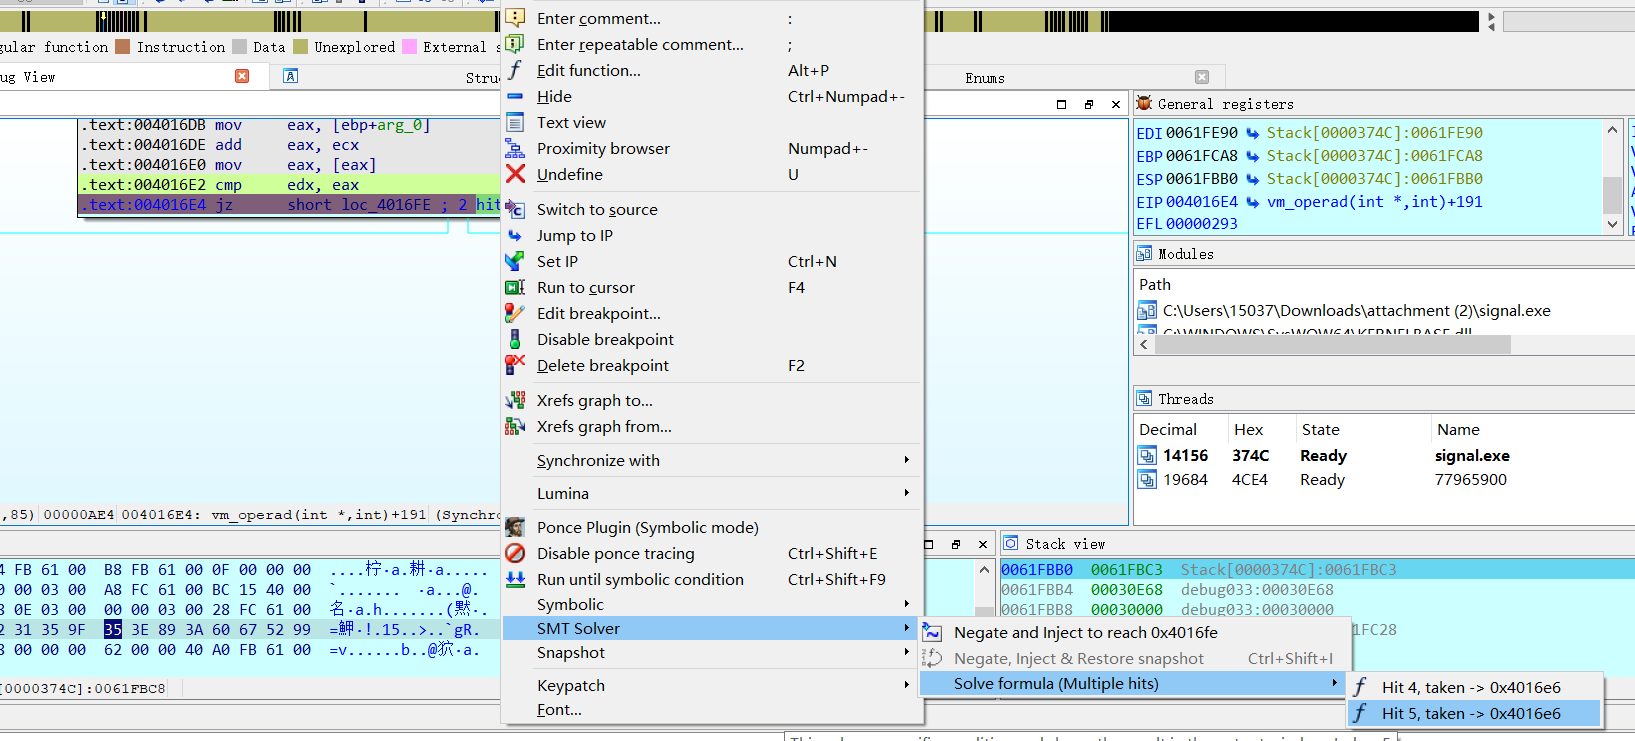 gular function Instruction Data Unexplored External s
ug View
Struc
Enums
.text:004016DB mov eax, [ebp+arg_0]
.text:004016DE add eax, ecx
.text:004016E0 mov eax, [eax]
.text:004016E2 cmp edx, eax
.text:004016E4 jz short loc_4016FE ; 2 hit
,85) 00000AE4 004016E4: vm_operad(int *,int)+191 (Synchro
4 FB 61 00 B8 FB 61 00 0F 00 00 00
0 00 03 00 A8 FC 61 00 BC 15 40 00
8 0E 03 00 00 00 03 00 28 FC 61 00
2 31 35 9F 35 3E 89 3A 60 67 52 99
8 00 00 00 62 00 00 40 A0 FB 61 00
[0000374C]:0061FBC8
Enter comment... :
Enter repeatable comment... ;
Edit function... Alt+P
Hide Ctrl+Numpad+-
Text view
Proximity browser Numpad+-
Undefine U
Switch to source
Jump to IP
Set IP Ctrl+N
Run to cursor F4
Edit breakpoint...
Disable breakpoint
Delete breakpoint F2
Xrefs graph to...
Xrefs graph from...
Synchronize with
Lumina
Ponce Plugin (Symbolic mode)
Disable ponce tracing Ctrl+Shift+E
Run until symbolic condition Ctrl+Shift+F9
Symbolic
SMT Solver
Snapshot
Keypatch
Font...
Negate and Inject to reach 0x4016fe
Negate, Inject & Restore snapshot Ctrl+Shift+I
Solve formula (Multiple hits)
Hit 4, taken -> 0x4016e6
Hit 5, taken -> 0x4016e6
General registers
EDI 0061FE90 Stack[0000374C]:0061FE90
EBP 0061FCA8 Stack[0000374C]:0061FCA8
ESP 0061FBB0 Stack[0000374C]:0061FBB0
EIP 004016E4 vm_operad(int *,int)+191
EFL 00000293
Modules
Path
C:\Users\15037\Downloads\attachment (2)\signal.exe
C:\WINDOWS\SysWOW64\KERNELBASE.dll
Threads
Decimal Hex State Name
14156 374C Ready signal.exe
19684 4CE4 Ready 77965900
Stack view
0061FBB0 0061FBC3 Stack[0000374C]:0061FBC3
0061FBB4 00030E68 debug033:00030E68
0061FBB8 00030000 debug033:00030000
1FC28